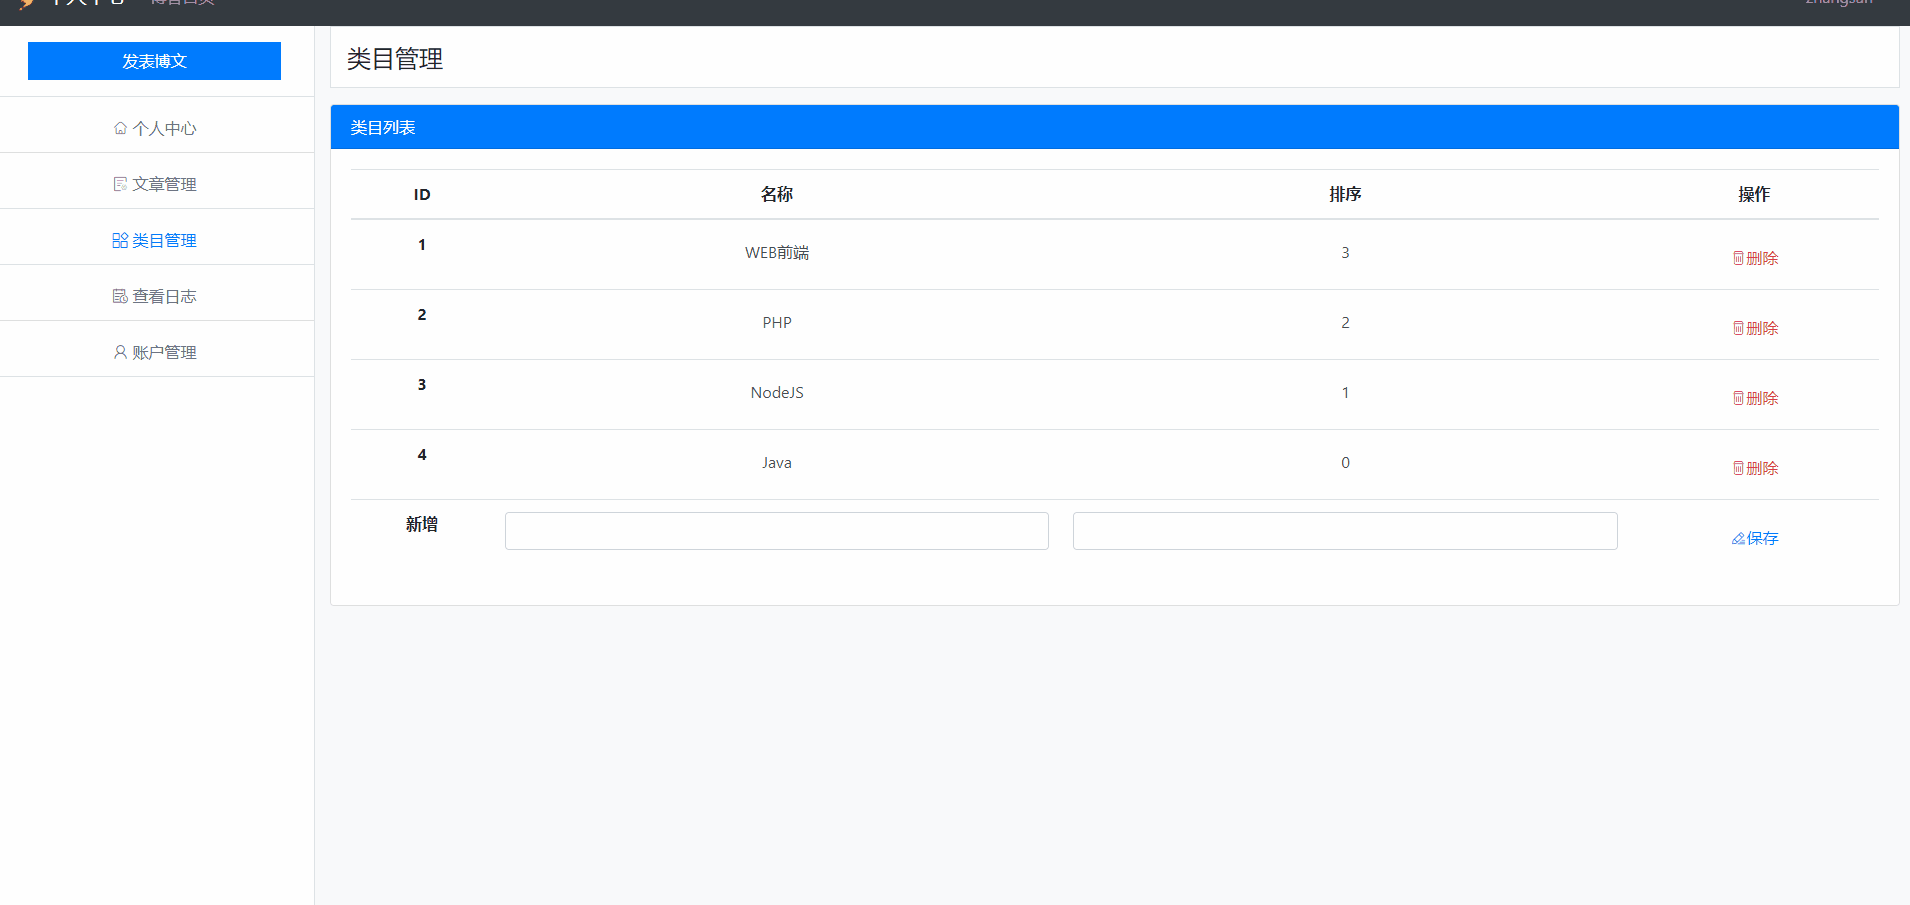 发表博文
个人中心
文章管理
类目管理
查看日志
账户管理
类目管理
类目列表
ID 名称 排序 操作
1 WEB前端 3 删除
2 PHP 2 删除
3 NodeJS 1 删除
4 Java 0 删除
新增 保存